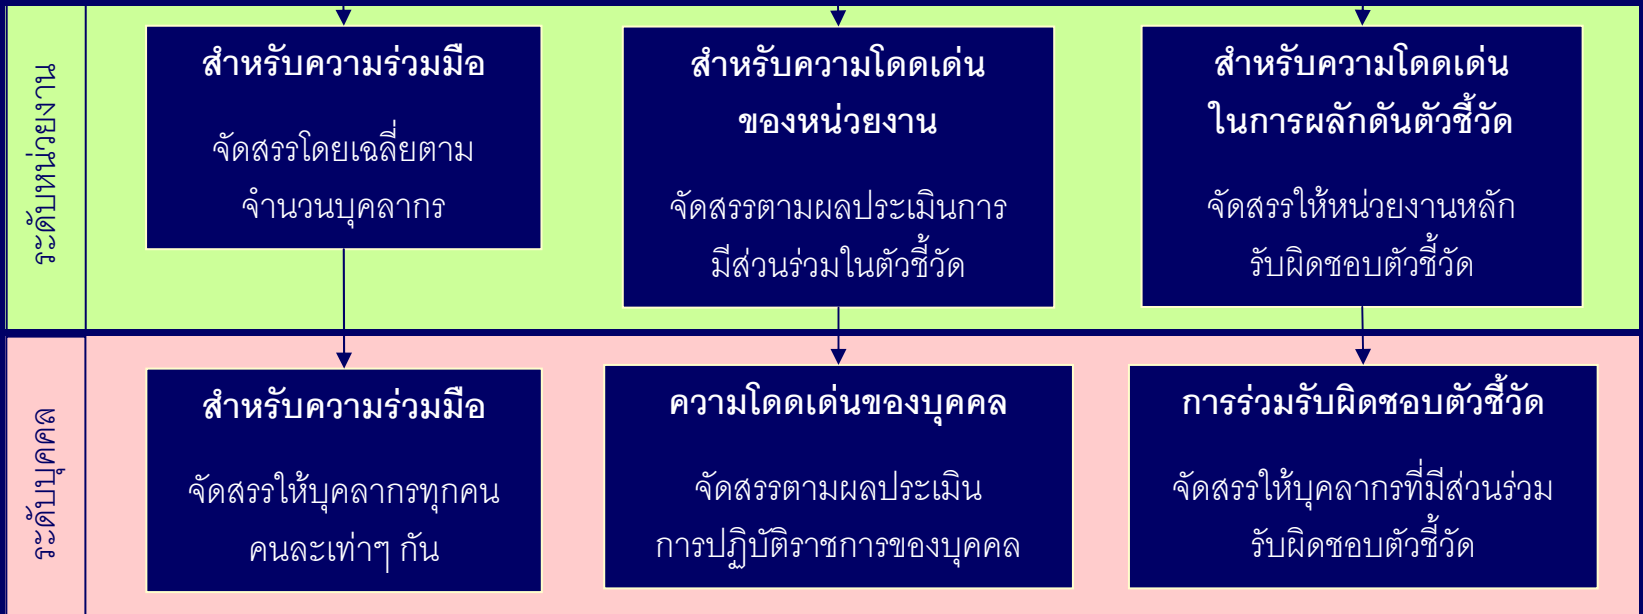 ระดับหน่วยงาน
สำหรับความร่วมมือ
จัดสรรโดยเฉลี่ยตาม
จำนวนบุคลากร
สำหรับความโดดเด่น
ของหน่วยงาน
จัดสรรตามผลประเมินการ
มีส่วนร่วมในตัวชี้วัด
สำหรับความโดดเด่น
ในการผลักดันตัวชี้วัด
จัดสรรให้หน่วยงานหลัก
รับผิดชอบตัวชี้วัด
ระดับบุคคล
สำหรับความร่วมมือ
จัดสรรให้บุคลากรทุกคน
คนละเท่าๆ กัน
ความโดดเด่นของบุคคล
จัดสรรตามผลประเมิน
การปฏิบัติราชการของบุคคล
การร่วมรับผิดชอบตัวชี้วัด
จัดสรรให้บุคลากรที่มีส่วนร่วม
รับผิดชอบตัวชี้วัด